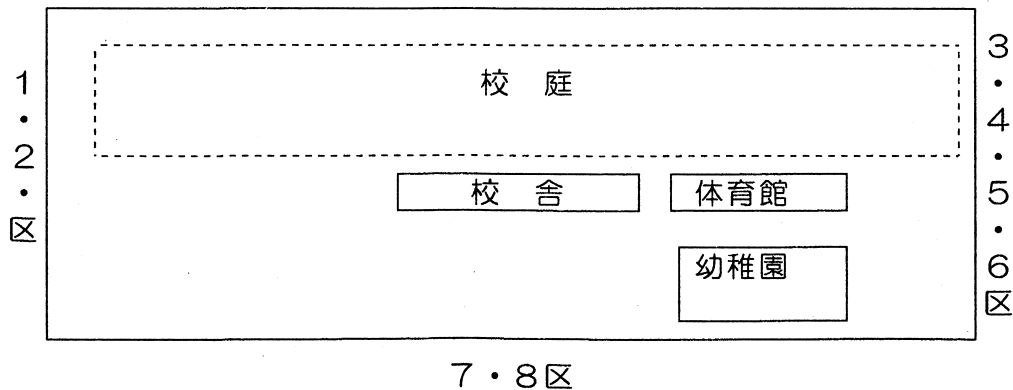 校庭
校舎
体育館
幼稚園
1・2・区
3・4・5・6区
7・8区